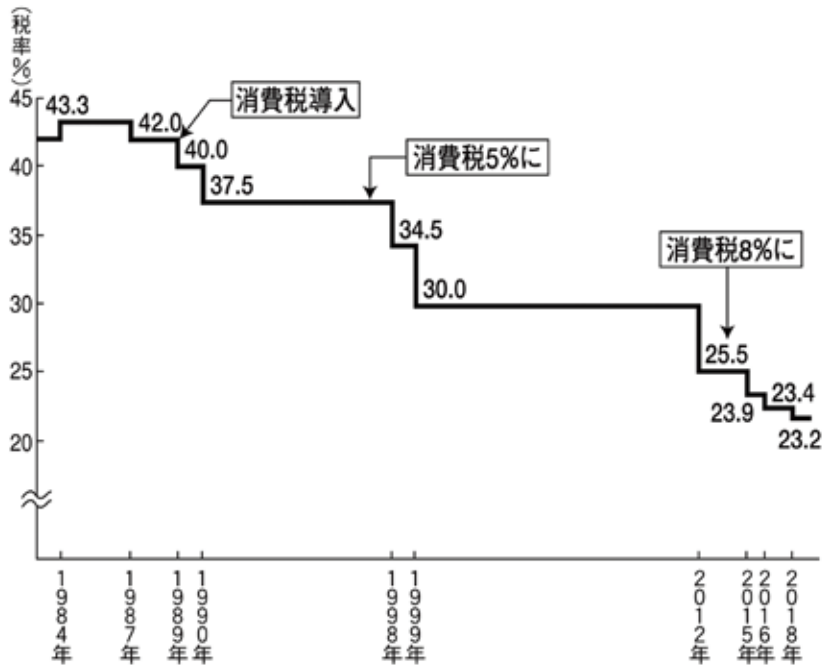 （税率％）
45
40
35
30
25
20
43.3
42.0
消費税導入
40.0
37.5
消費税5％に
34.5
30.0
消費税8％に
25.5
23.9
23.4
23.2
1984年
1987年
1989年
1990年
1998年
1999年
2012年
2015年
2016年
2018年